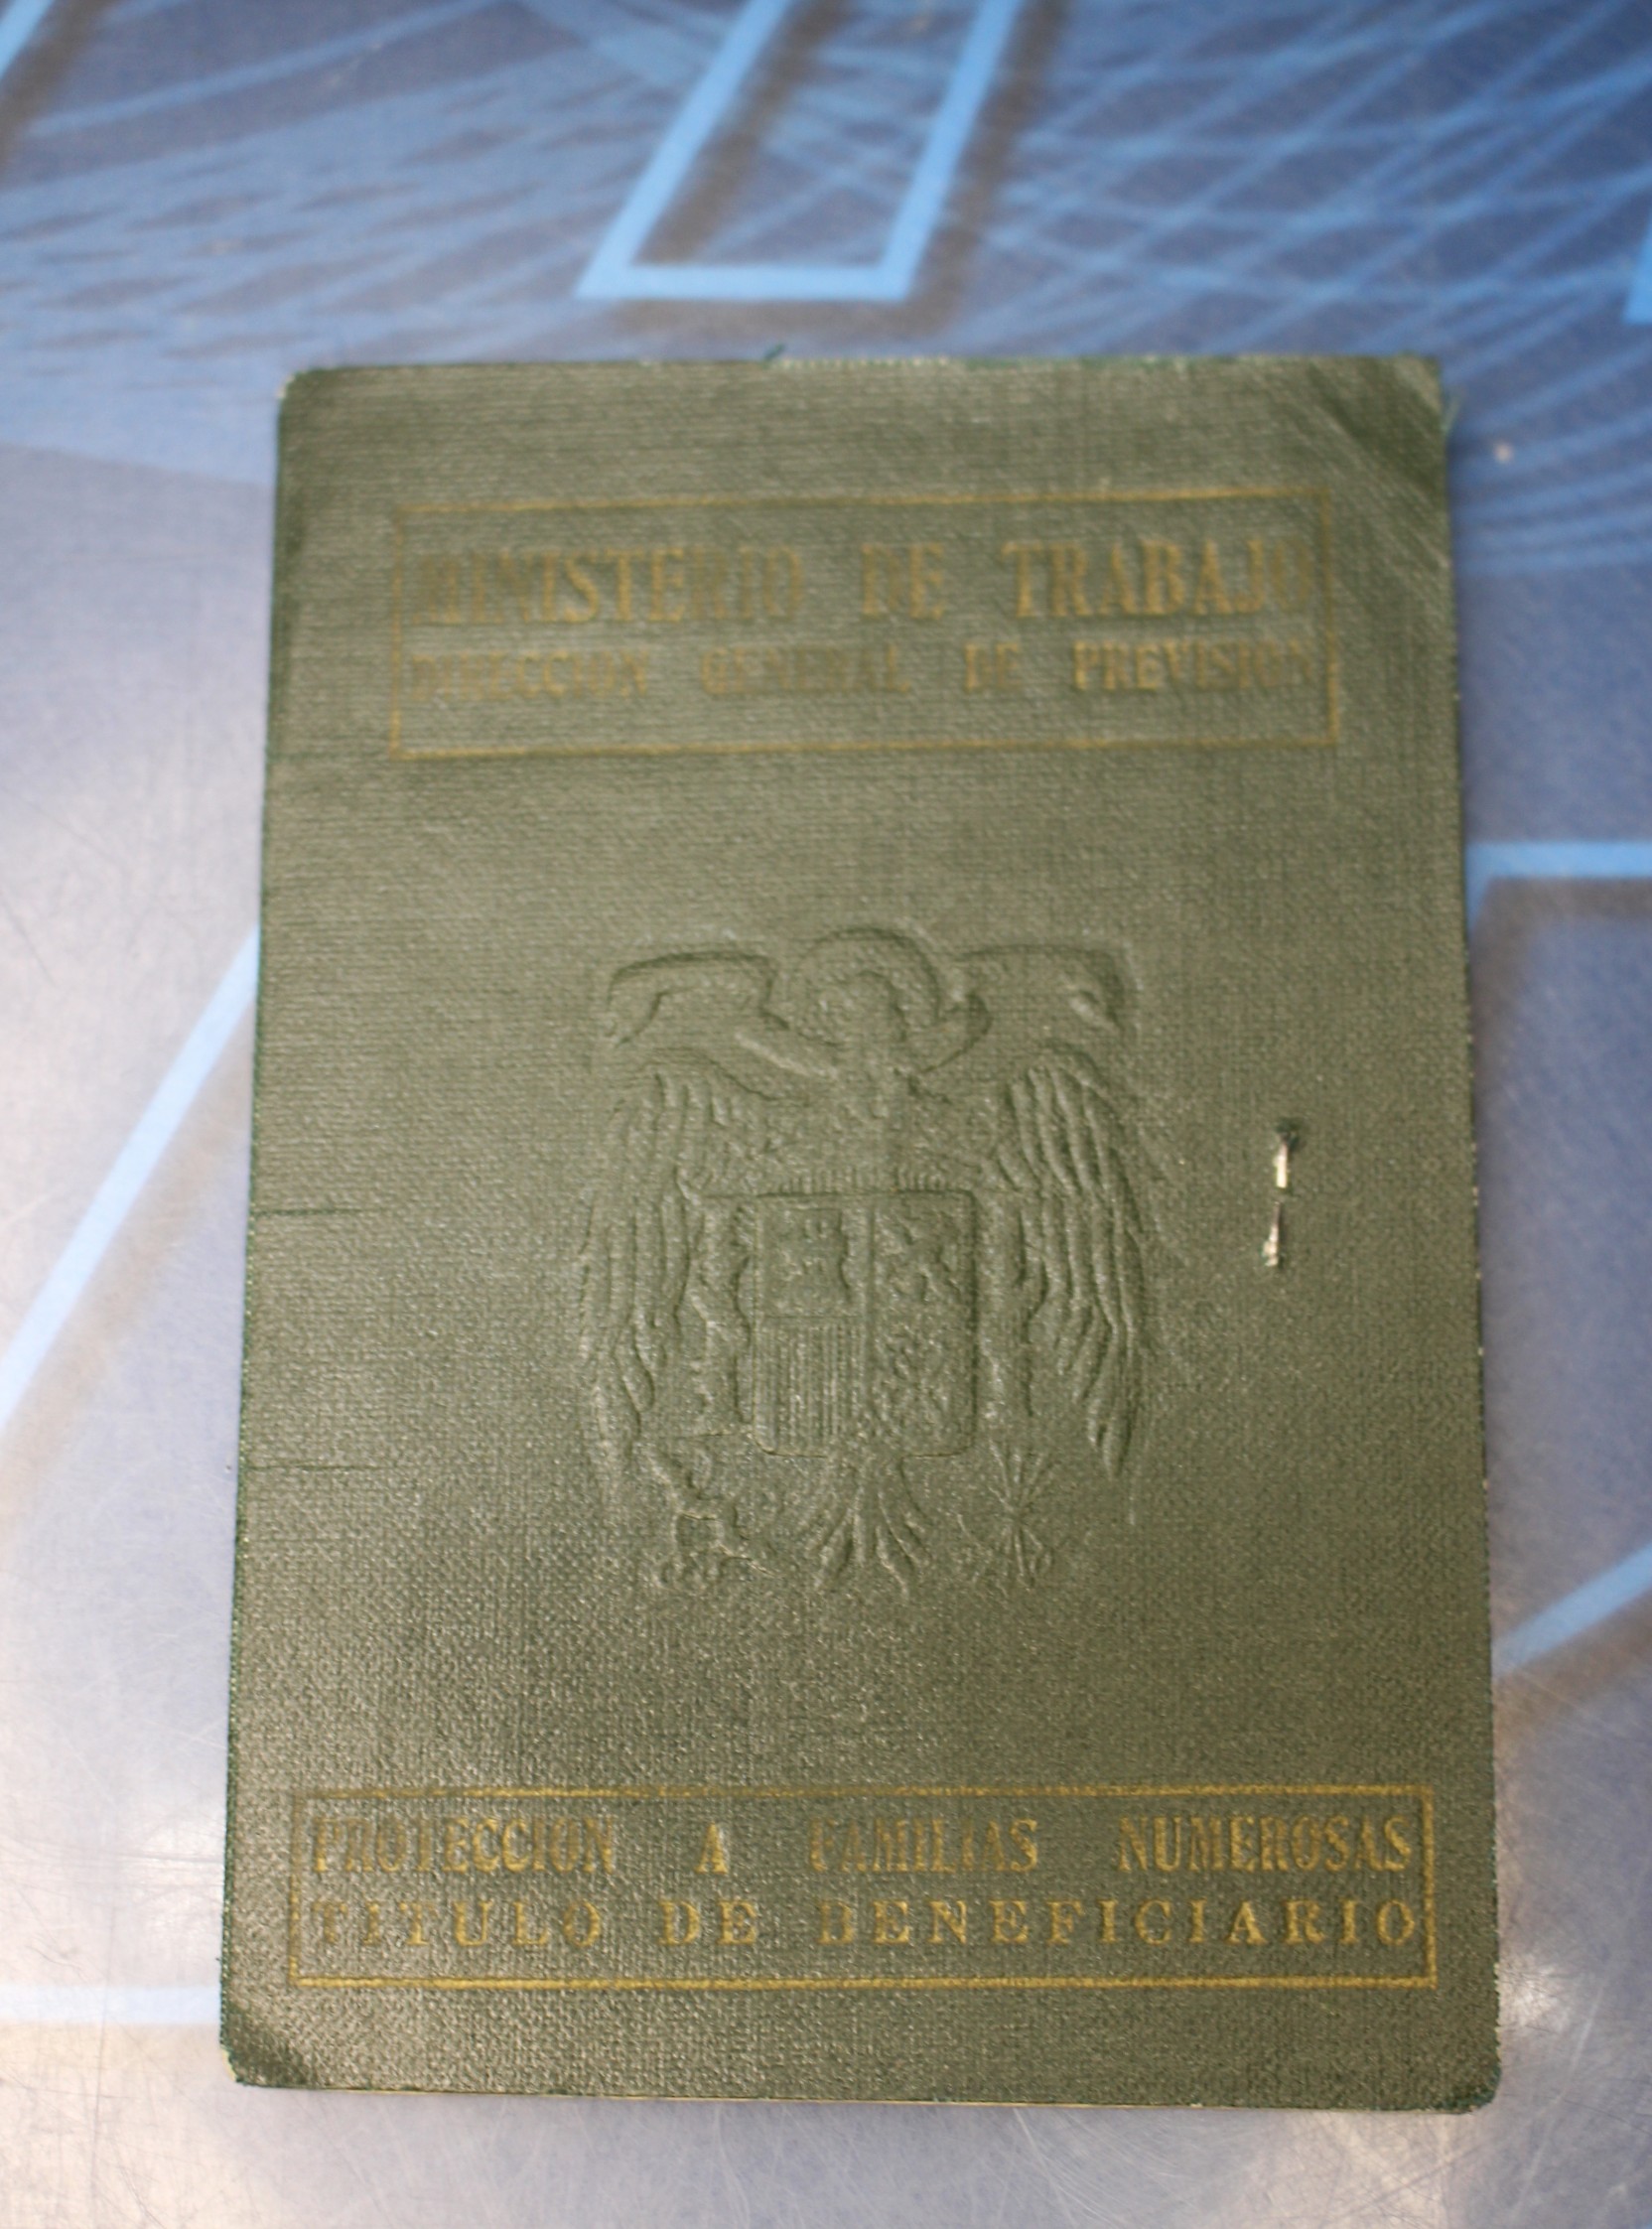 MINISTERIO DE TRABAJO
DIRECCION GENERAL DE PREVISION
PROTECCION A FAMILIAS NUMEROSAS
TITULO DE BENEFICIARIO